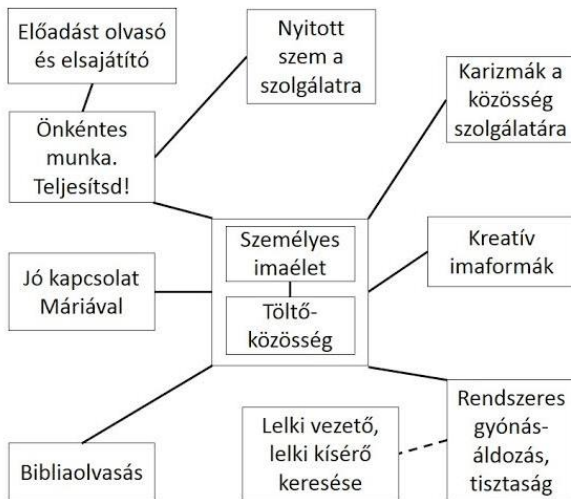 Előadást olvasó
és elsajátító
Nyitott
szem a
szolgálatra
Karizmák a
közösség
szolgálatára
Önkéntes
munka.
Teljesítsd!
Személyes
imaélet
Kreatív
imaformák
Jó kapcsolat
Máriával
Töltő-
közösség
Bibliaolvasás
Lelki vezető,
lelki kísérő
keresése
Rendszeres
gyónás-
áldozás,
tisztaság